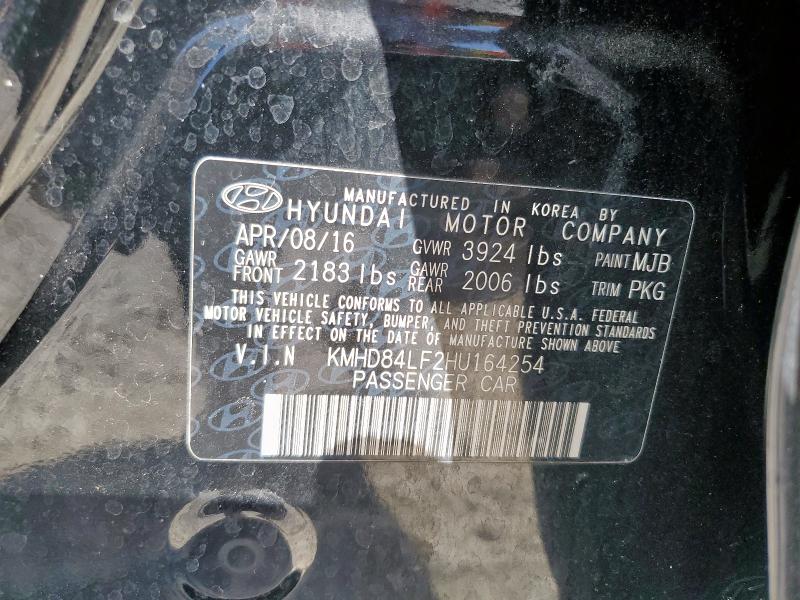 MANUFACTURED IN KOREA BY
HYUNDAI MOTOR COMPANY
APR/08/16 GVWR 3924 lbs PAINT MJB
GAWR FRONT 2183 lbs GAWR REAR 2006 lbs TRIM PKG
THIS VEHICLE CONFORMS TO ALL APPLICABLE U.S.A. FEDERAL
MOTOR VEHICLE SAFETY, BUMPER, AND THEFT PREVENTION STANDARDS
IN EFFECT ON THE DATE OF MANUFACTURE SHOWN ABOVE
V.I.N KMHD84LF2HU164254
PASSENGER CAR